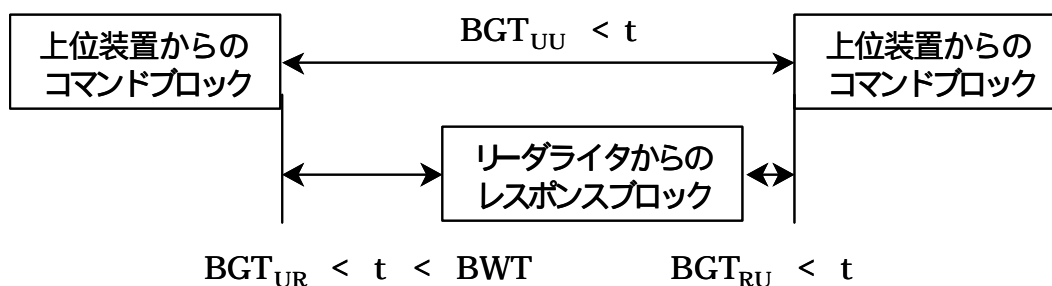 上位装置からの
コマンドブロック
BGT_UU < t
上位装置からの
コマンドブロック
リーダライタからの
レスポンスブロック
BGT_UR < t < BWT
BGT_RU < t